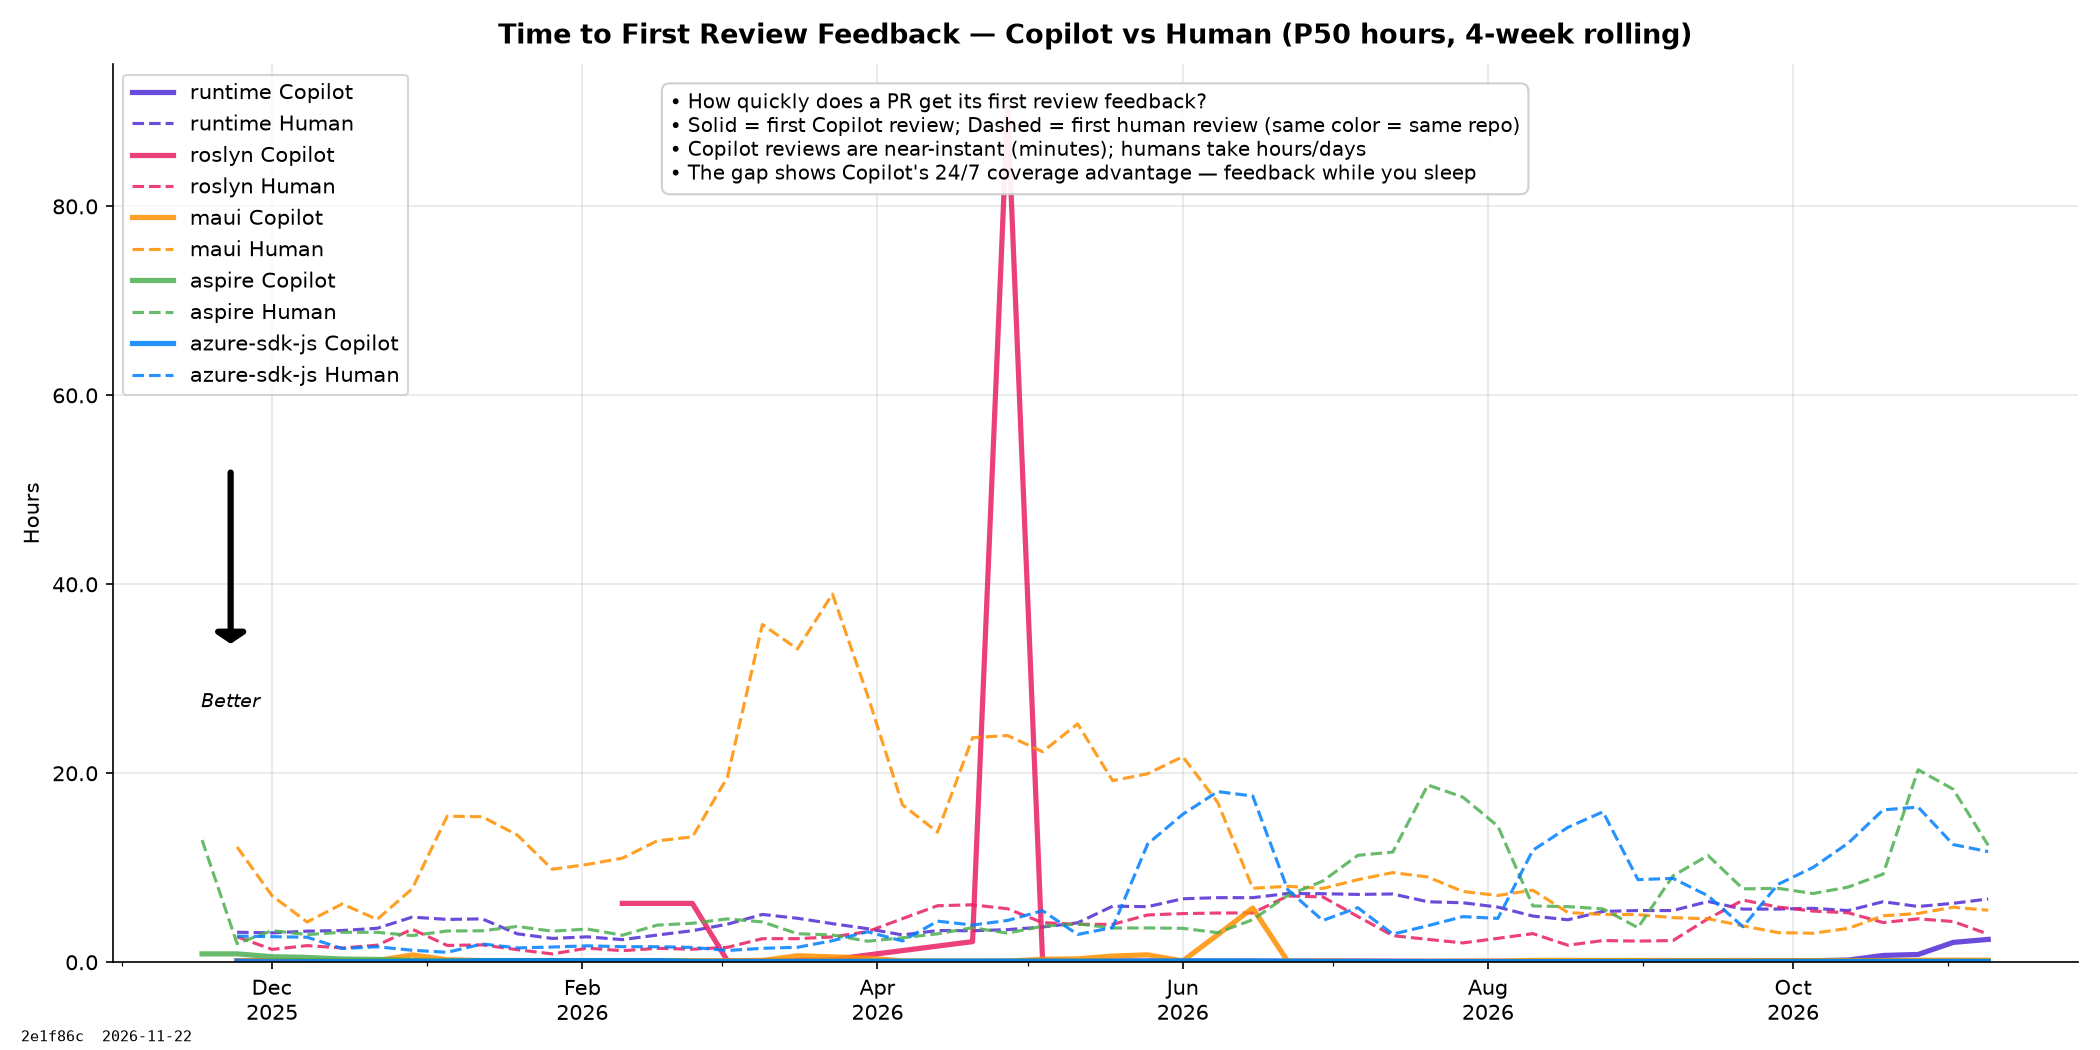 Time to First Review Feedback — Copilot vs Human (P50 hours, 4-week rolling)
runtime Copilot
runtime Human
roslyn Copilot
roslyn Human
maui Copilot
maui Human
aspire Copilot
aspire Human
azure-sdk-js Copilot
azure-sdk-js Human
• How quickly does a PR get its first review feedback?
• Solid = first Copilot review; Dashed = first human review (same color = same repo)
• Copilot reviews are near-instant (minutes); humans take hours/days
• The gap shows Copilot's 24/7 coverage advantage — feedback while you sleep
80.0
60.0
40.0
20.0
0.0
Hours
Better
Dec
2025
Feb
2026
Apr
2026
Jun
2026
Aug
2026
Oct
2026
2e1f86c 2026-11-22